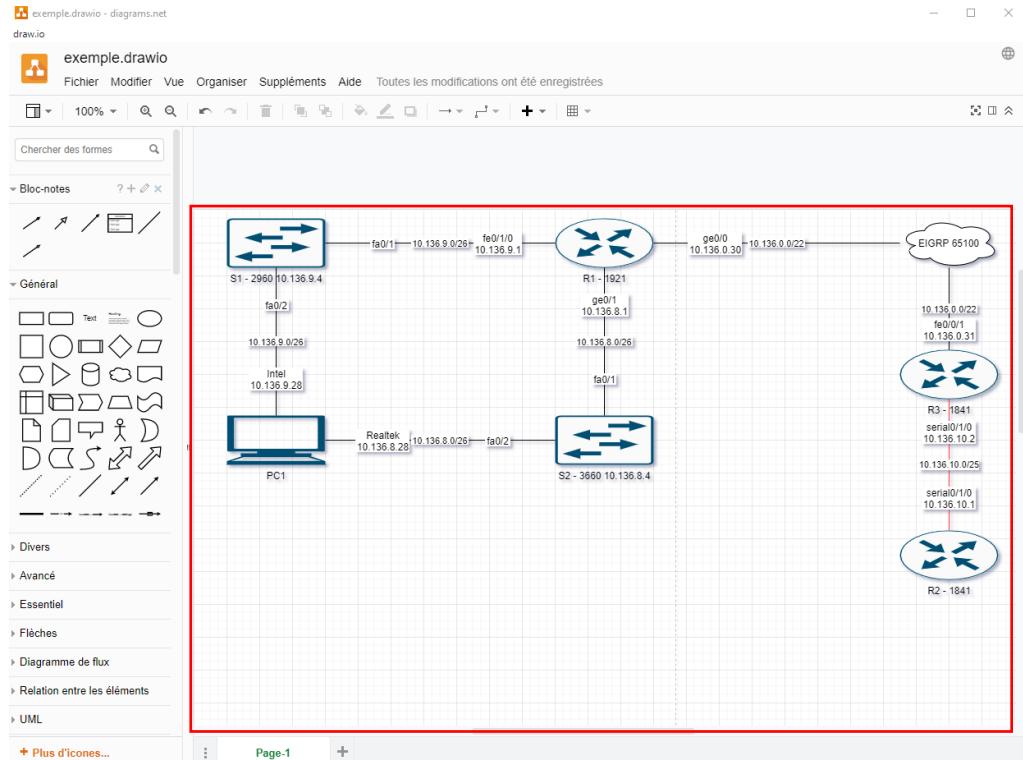 exemple.drawio - diagrams.net
draw.io
exemple.drawio
Fichier Modifier Vue Organiser Suppléments Aide Toutes les modifications ont été enregistrées
100%
Chercher des formes
Bloc-notes
?
Général
Text
Heading
Divers
Avancé
Essentiel
Flèches
Diagramme de flux
Relation entre les éléments
UML
+ Plus d'icones...
fa0/1
10.136.9.0/26
fe0/1/0
10.136.9.1
S1 - 2960 10.136.9.4
R1 - 1921
ge0/0
10.136.0.30
10.136.0.0/22
EIGRP 65100
fa0/2
10.136.9.0/26
Intel
10.136.9.28
ge0/1
10.136.8.1
10.136.8.0/26
fa0/1
10.136.0.0/22
fe0/0/1
10.136.0.31
R3 - 1841
serial0/1/0
10.136.10.2
10.136.10.0/25
serial0/1/0
10.136.10.1
R2 - 1841
Realtek
10.136.8.28
10.136.8.0/26
fa0/2
PC1
S2 - 3660 10.136.8.4
Page-1